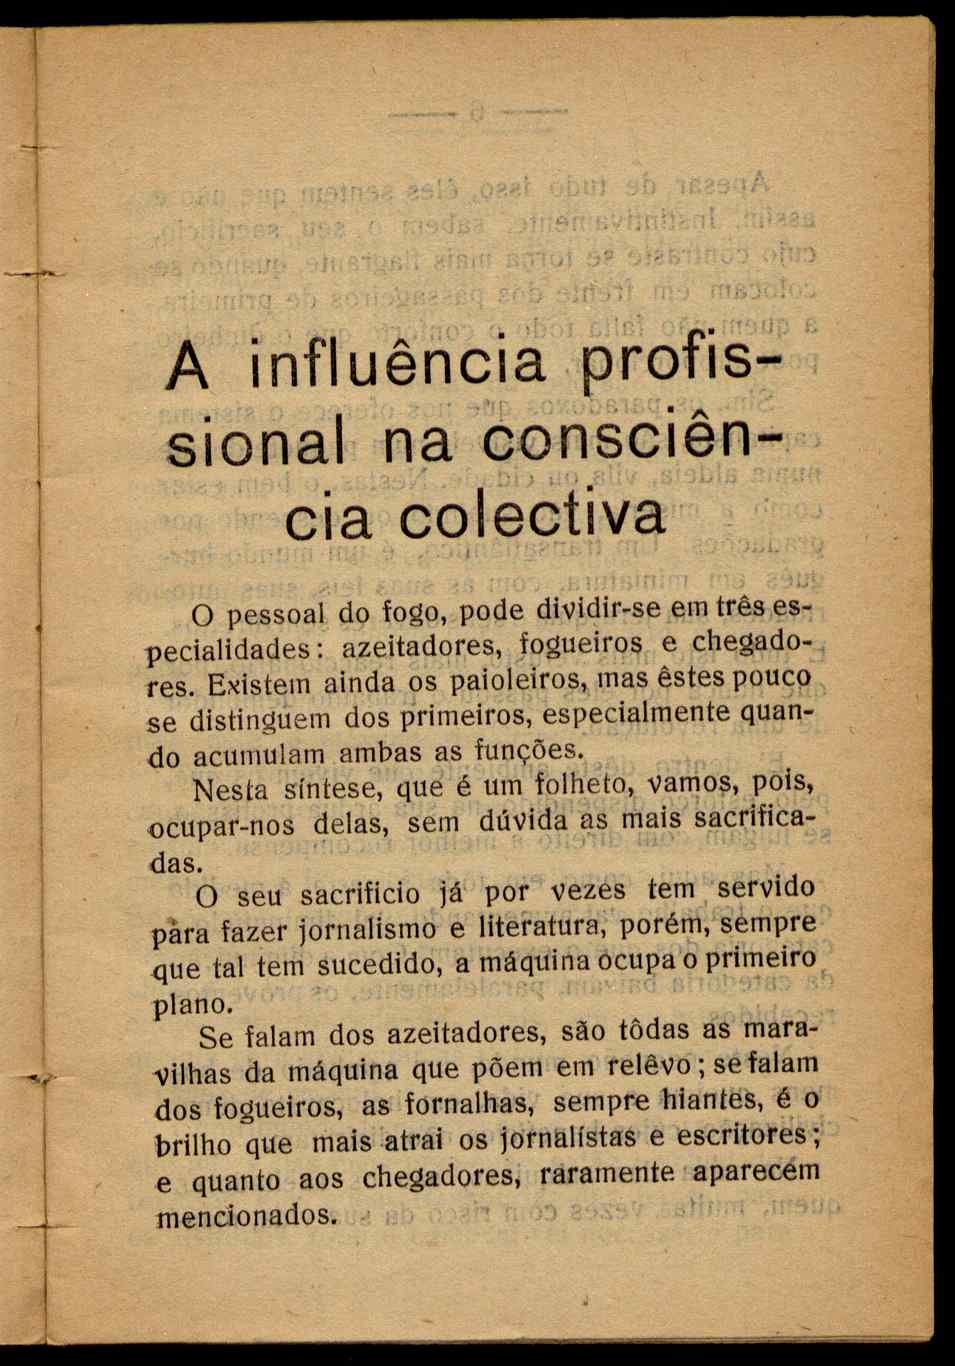 A influência profis-
sional na consciên-
cia colectiva
O pessoal do fogo, pode dividir-se em três es-
pecialidades: azeitadores, fogueiros e chegado-
res. Existem ainda os paioleiros, mas êstes pouco
se distinguem dos primeiros, especialmente quan-
do acumulam ambas as funções.
Nesta síntese, que é um folheto, vamos, pois,
ocupar-nos delas, sem dúvida as mais sacrifica-
das.
O seu sacrificio já por vezes tem servido
para fazer jornalismo e literatura, porém, sempre
que tal tem sucedido, a máquina ocupa o primeiro
plano.
Se falam dos azeitadores, são tôdas as mara-
vilhas da máquina que põem em relêvo; se falam
dos fogueiros, as fornalhas, sempre hiantes, é o
brilho que mais atrai os jornalístas e escritores;
e quanto aos chegadores, raramente aparecem
mencionados.